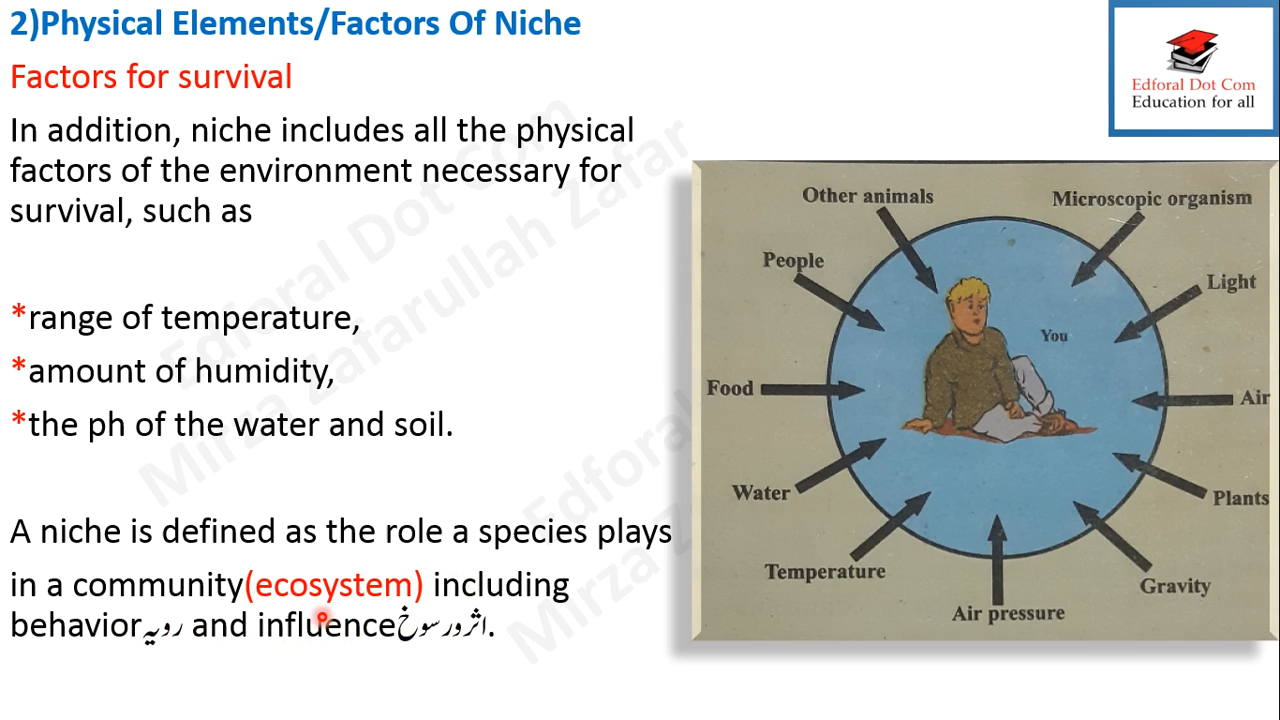 2)Physical Elements/Factors Of Niche
Factors for survival
In addition, niche includes all the physical
factors of the environment necessary for
survival, such as
*range of temperature,
*amount of humidity,
*the ph of the water and soil.
A niche is defined as the role a species plays
in a community(ecosystem) including
behaviorرویہ and influenceاثرورسوخ.
Edforal Dot Com
Education for all
Other animals
Microscopic organism
People
Light
You
Food
Air
Water
Plants
Temperature
Gravity
Air pressure
Edforal Dot Com
Mirza Zafarullah Zafar
Edforal
Mirza Z